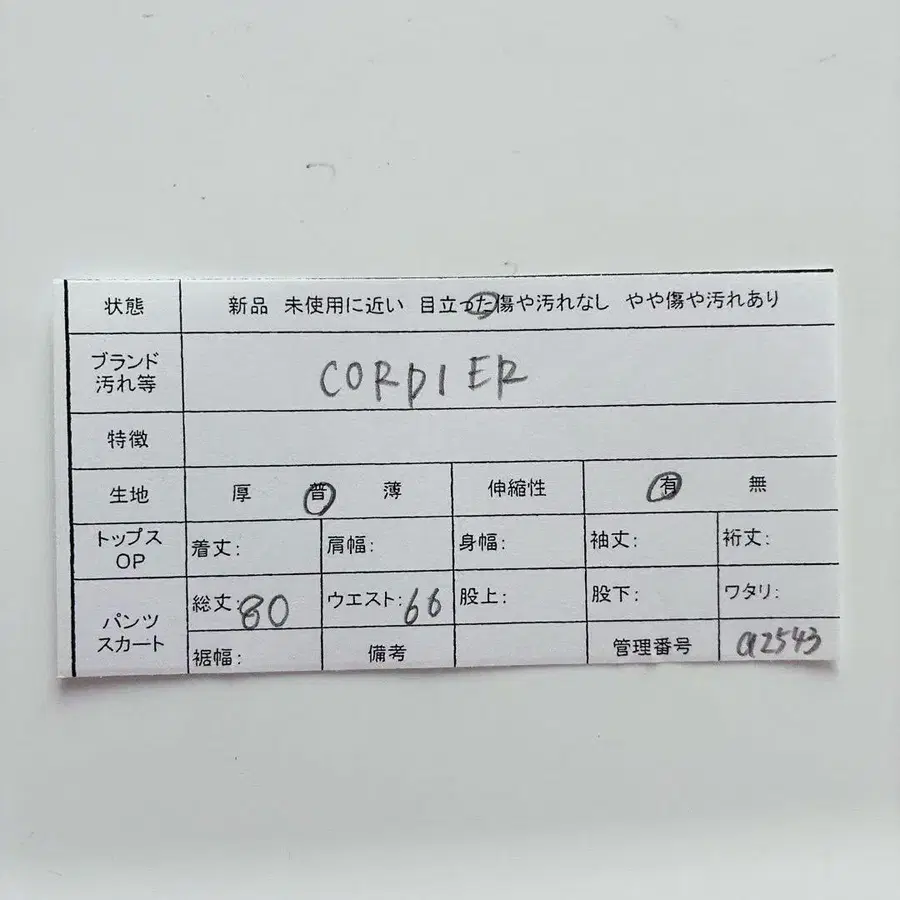 状態 新品 未使用に近い 目立った傷や汚れなし やや傷や汚れあり
ブランド
汚れ等 CORDIER
特徴
生地 厚 普 薄 伸縮性 有 無
トップス
OP 着丈: 肩幅: 身幅: 袖丈: 裄丈:
パンツ
スカート 総丈:80 ウエスト:66 股上: 股下: ワタリ:
裾幅: 備考 管理番号 a2543